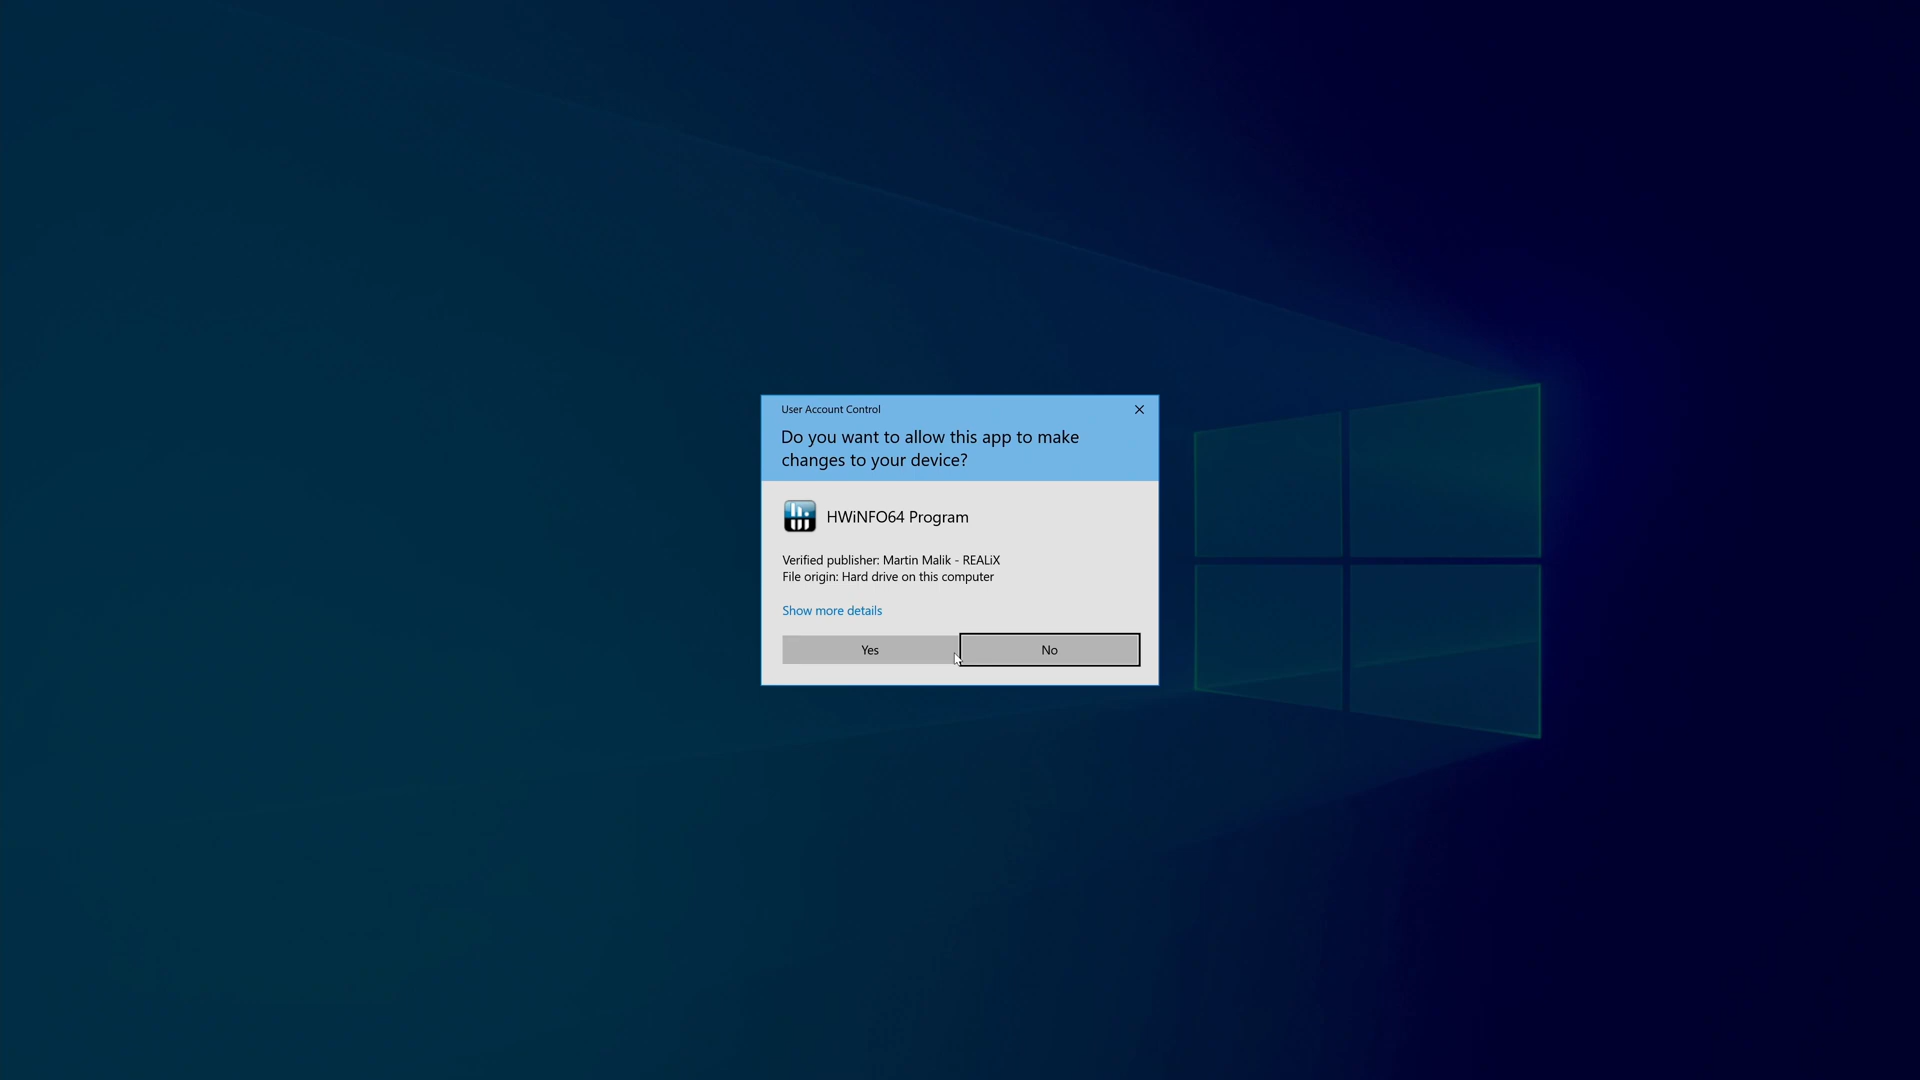 User Account Control
Do you want to allow this app to make
changes to your device?
HWiNFO64 Program
Verified publisher: Martin Malik - REALiX
File origin: Hard drive on this computer
Show more details
Yes
No